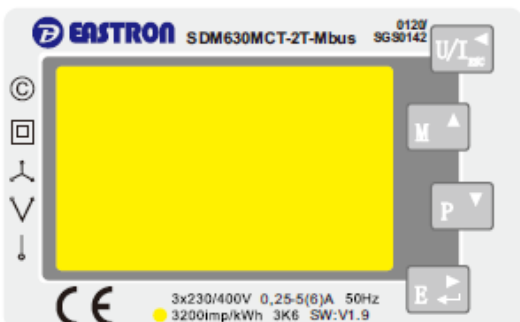 EASTRON SDM630MCT-2T-Mbus
0120/
SGS0142
U/I
M
P
E
CE
3x230/400V 0,25-5(6)A 50Hz
3200imp/kWh 3K6 SW:V1.9